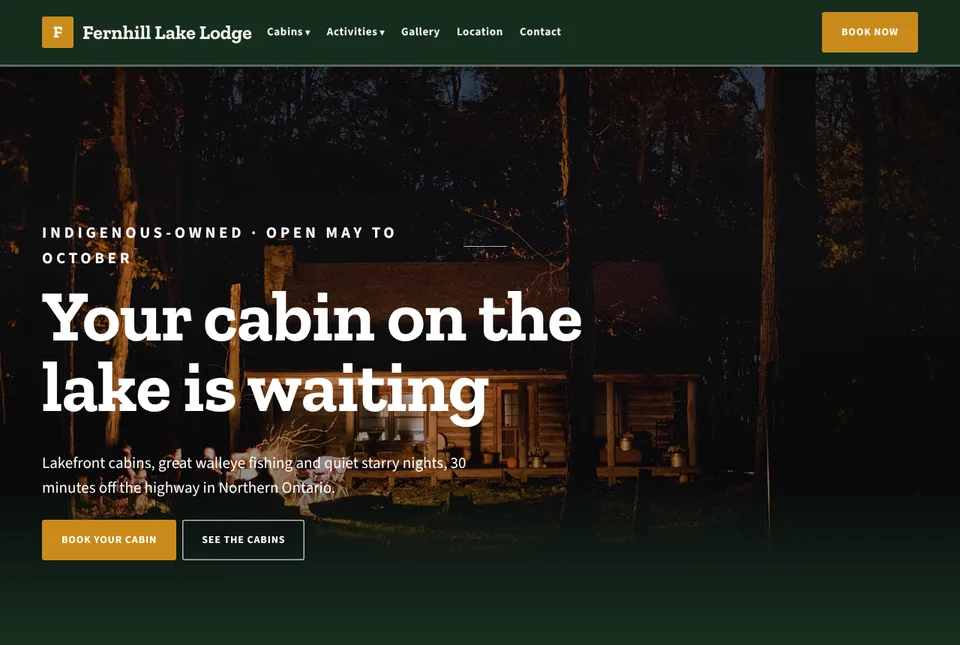 F Fernhill Lake Lodge Cabins ▾ Activities ▾ Gallery Location Contact BOOK NOW
INDIGENOUS-OWNED · OPEN MAY TO
OCTOBER
Your cabin on the
lake is waiting
Lakefront cabins, great walleye fishing and quiet starry nights, 30
minutes off the highway in Northern Ontario.
BOOK YOUR CABIN SEE THE CABINS